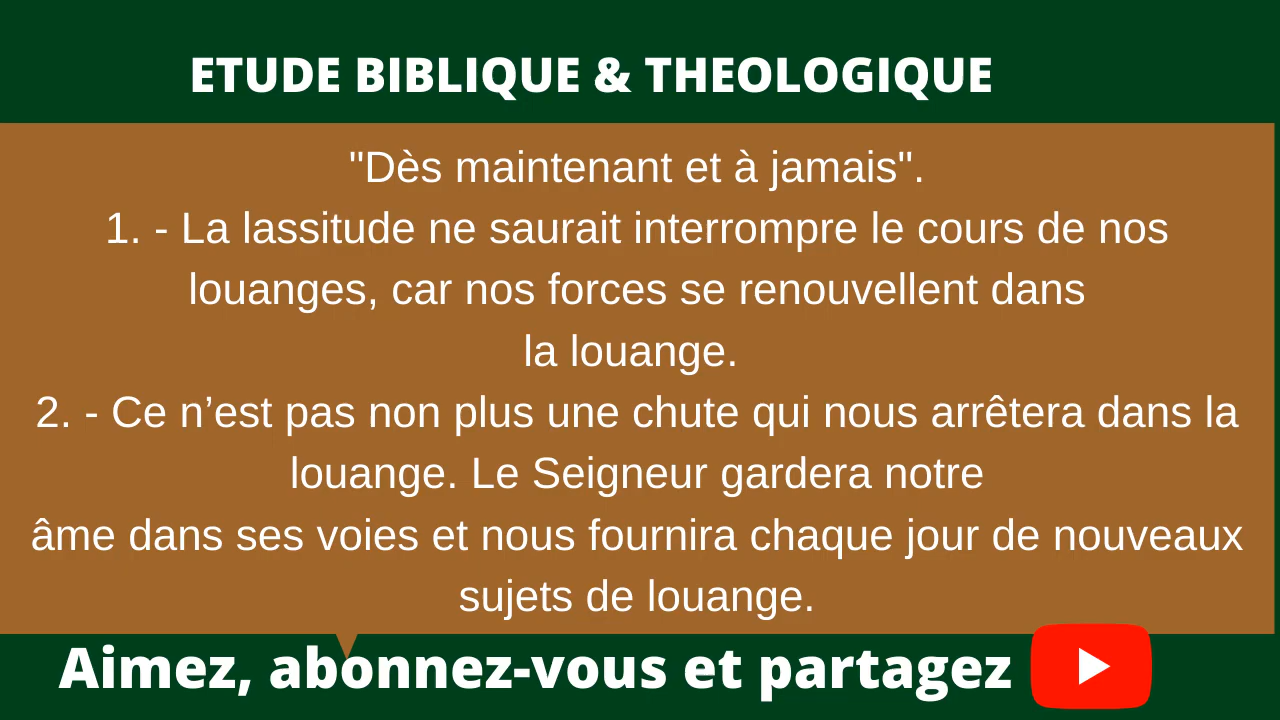 ETUDE BIBLIQUE & THEOLOGIQUE
"Dès maintenant et à jamais".
1. - La lassitude ne saurait interrompre le cours de nos
louanges, car nos forces se renouvellent dans
la louange.
2. - Ce n’est pas non plus une chute qui nous arrêtera dans la
louange. Le Seigneur gardera notre
âme dans ses voies et nous fournira chaque jour de nouveaux
sujets de louange.
Aimez, abonnez-vous et partagez